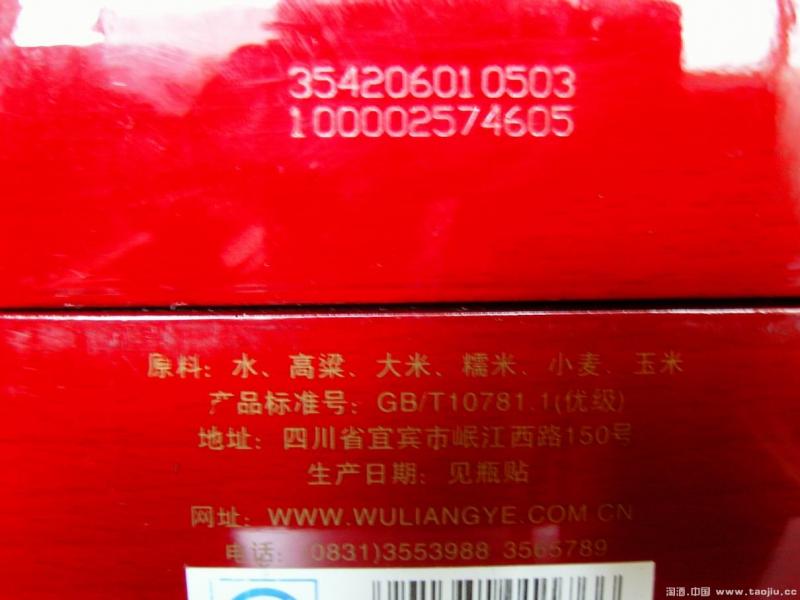 354206010503
100002574605
原料：水、高粱、大米、糯米、小麦、玉米
产品标准号：GB/T10781.1(优级)
地址：四川省宜宾市岷江西路150号
生产日期：见瓶贴
网址：WWW.WULIANGYE.COM.CN
电话：(0831)3553988 3565789
淘酒.中国 www.taojiu.cc